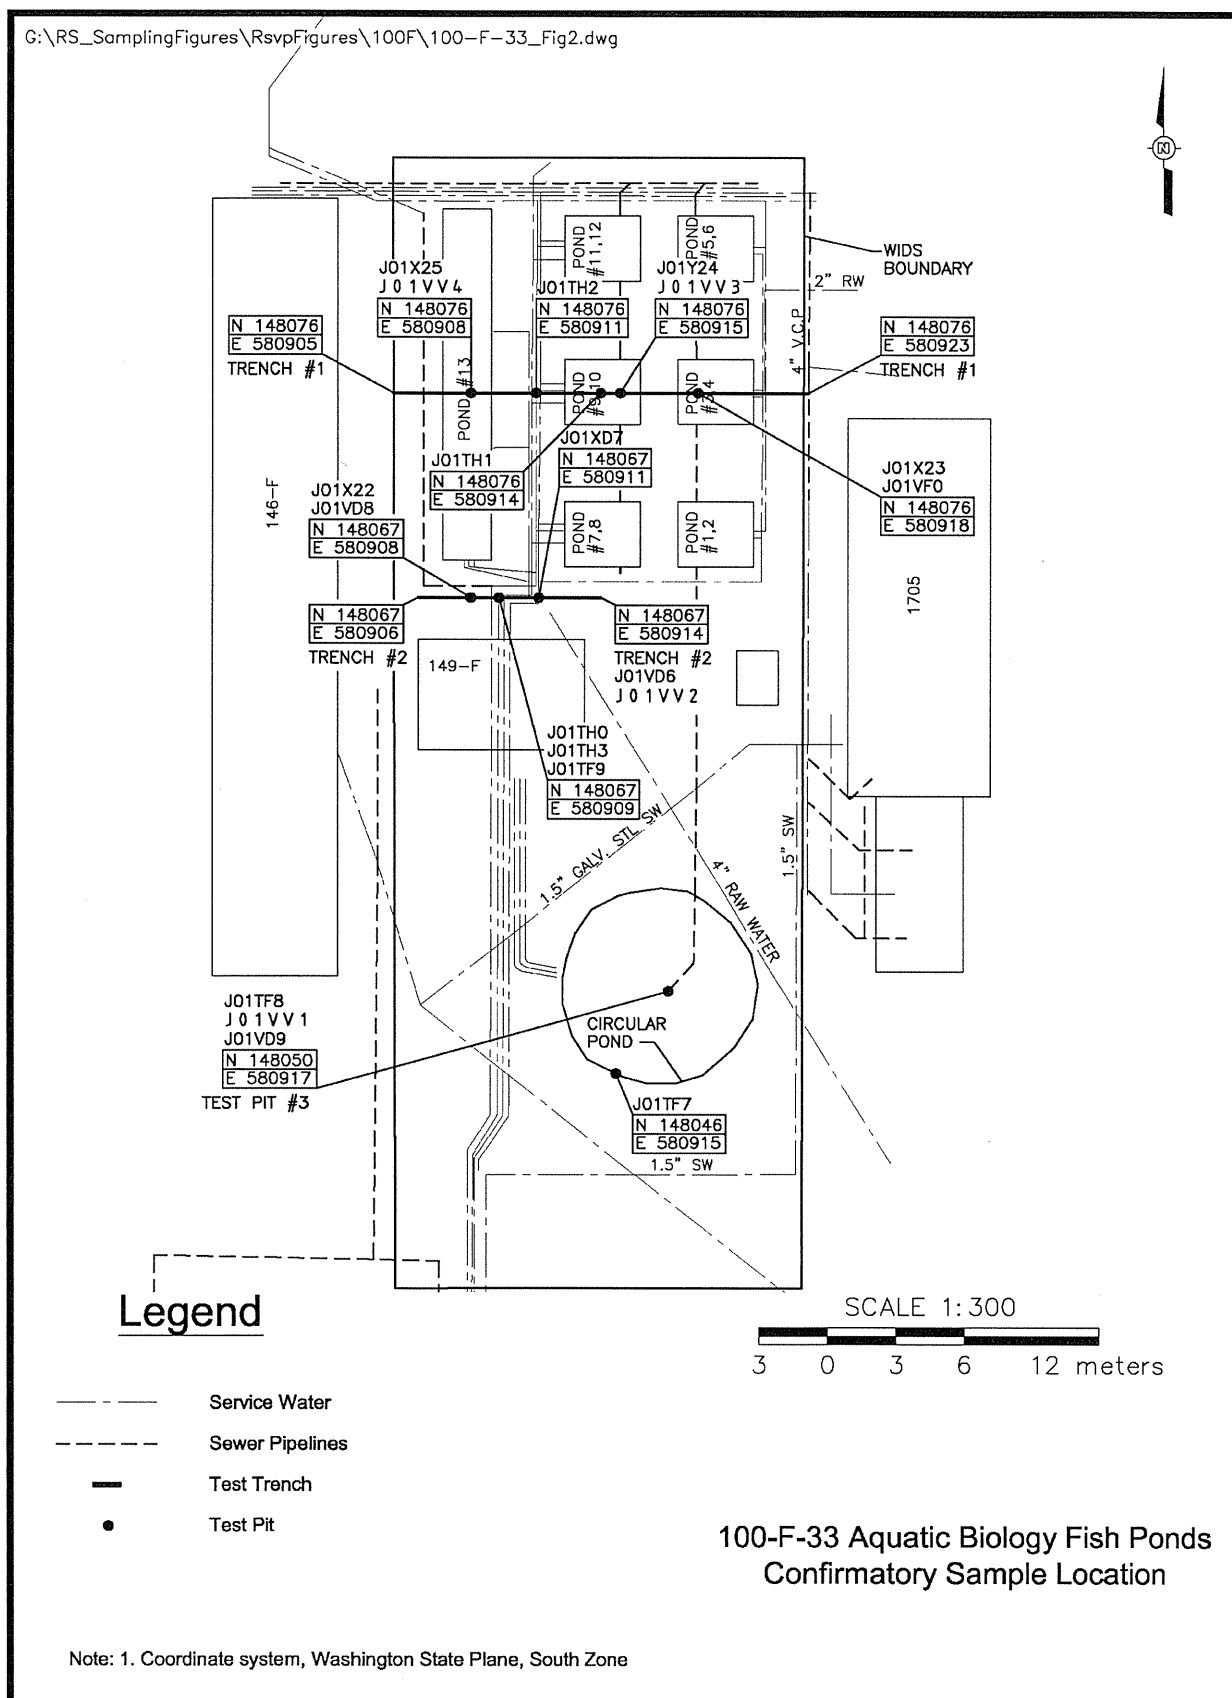 G:\RS_SamplingFigures\RsvpFigures\100F\100-F-33_Fig2.dwg
N
WIDS
BOUNDARY
POND
#11,12
POND
#5,6
J01X25
J01VV4
N 148076
E 580908
J01TH2
N 148076
E 580911
J01Y24
J01VV3
N 148076
E 580915
2" RW
4" V.C.P
N 148076
E 580905
TRENCH #1
N 148076
E 580923
TRENCH #1
POND #13
POND
#9,10
POND
#3,4
J01TH1
N 148076
E 580914
J01XD7
N 148067
E 580911
J01X23
J01VF0
N 148076
E 580918
146-F
J01X22
J01VD8
N 148067
E 580908
POND
#7,8
POND
#1,2
1705
N 148067
E 580906
TRENCH #2
N 148067
E 580914
TRENCH #2
J01VD6
J01VV2
149-F
J01TH0
J01TH3
J01TF9
N 148067
E 580909
1.5" GALV. STL SW
4" RAW WATER
1.5" SW
J01TF8
J01VV1
J01VD9
N 148050
E 580917
TEST PIT #3
CIRCULAR
POND
J01TF7
N 148046
E 580915
1.5" SW
Legend
Service Water
Sewer Pipelines
Test Trench
Test Pit
SCALE 1:300
3 0 3 6 12 meters
100-F-33 Aquatic Biology Fish Ponds
Confirmatory Sample Location
Note: 1. Coordinate system, Washington State Plane, South Zone